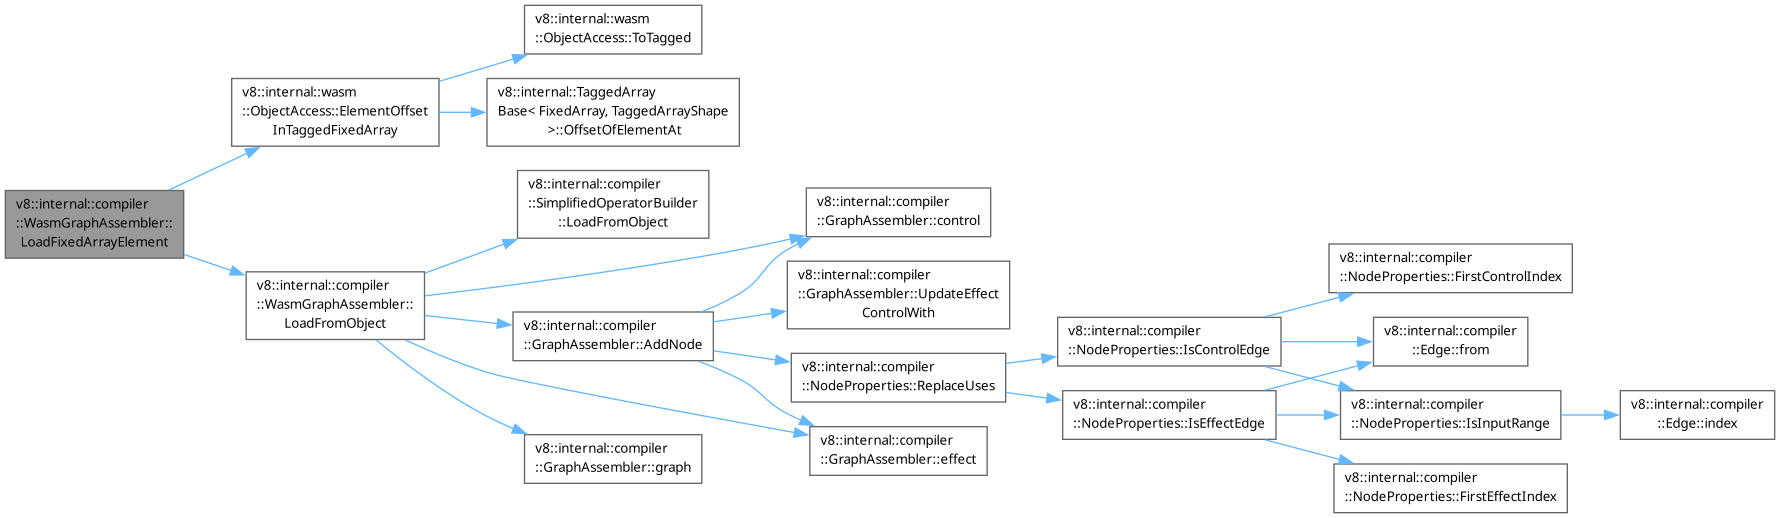 v8::internal::compiler
::WasmGraphAssembler::
LoadFixedArrayElement
v8::internal::wasm
::ObjectAccess::ElementOffset
InTaggedFixedArray
v8::internal::wasm
::ObjectAccess::ToTagged
v8::internal::TaggedArray
Base< FixedArray, TaggedArrayShape
>::OffsetOfElementAt
v8::internal::compiler
::WasmGraphAssembler::
LoadFromObject
v8::internal::compiler
::SimplifiedOperatorBuilder
::LoadFromObject
v8::internal::compiler
::GraphAssembler::control
v8::internal::compiler
::GraphAssembler::AddNode
v8::internal::compiler
::GraphAssembler::UpdateEffect
ControlWith
v8::internal::compiler
::NodeProperties::ReplaceUses
v8::internal::compiler
::GraphAssembler::effect
v8::internal::compiler
::GraphAssembler::graph
v8::internal::compiler
::NodeProperties::IsControlEdge
v8::internal::compiler
::NodeProperties::IsEffectEdge
v8::internal::compiler
::NodeProperties::FirstControlIndex
v8::internal::compiler
::Edge::from
v8::internal::compiler
::NodeProperties::IsInputRange
v8::internal::compiler
::NodeProperties::FirstEffectIndex
v8::internal::compiler
::Edge::index